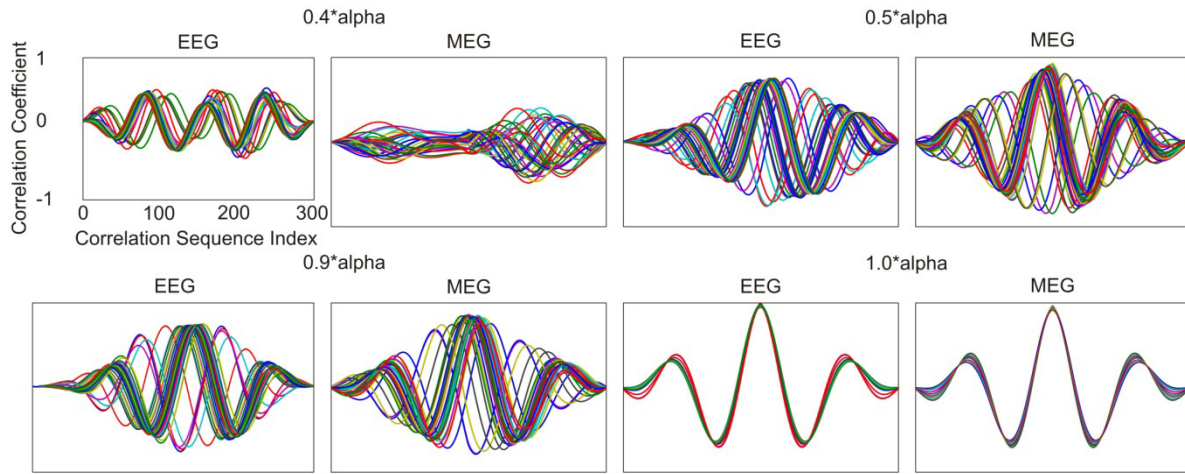 0.4*alpha
0.5*alpha
EEG
MEG
EEG
MEG
Correlation Coefficient
1
0
-1
0
100
200
300
Correlation Sequence Index
0.9*alpha
1.0*alpha
EEG
MEG
EEG
MEG